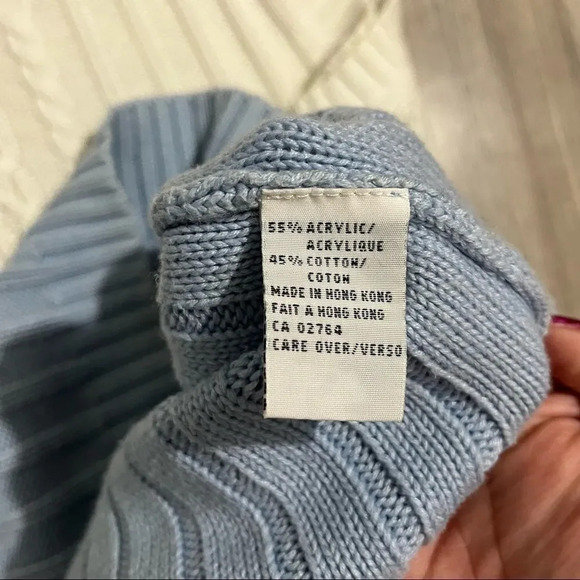 55% ACRYLIC/
ACRYLIQUE
45% COTTON/
COTON
MADE IN HONG KONG
FAIT A HONG KONG
CA 02764
CARE OVER/VERSO